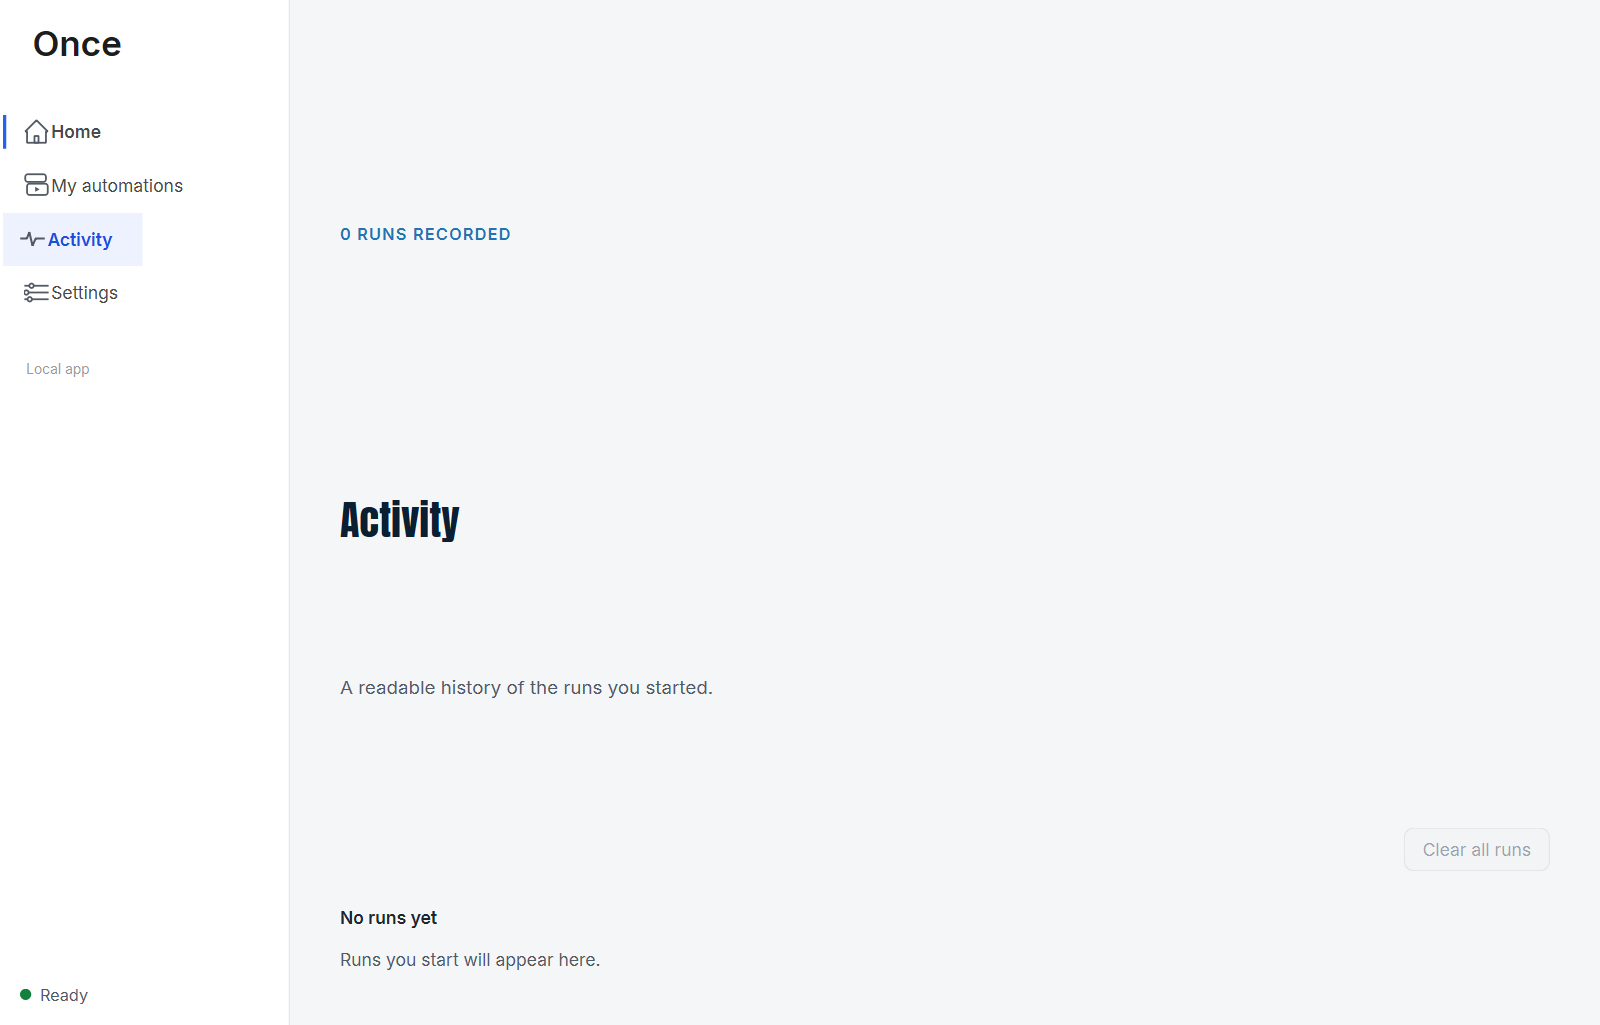 Once
Home
My automations
Activity
Settings
Local app
Ready
0 RUNS RECORDED
Activity
A readable history of the runs you started.
Clear all runs
No runs yet
Runs you start will appear here.